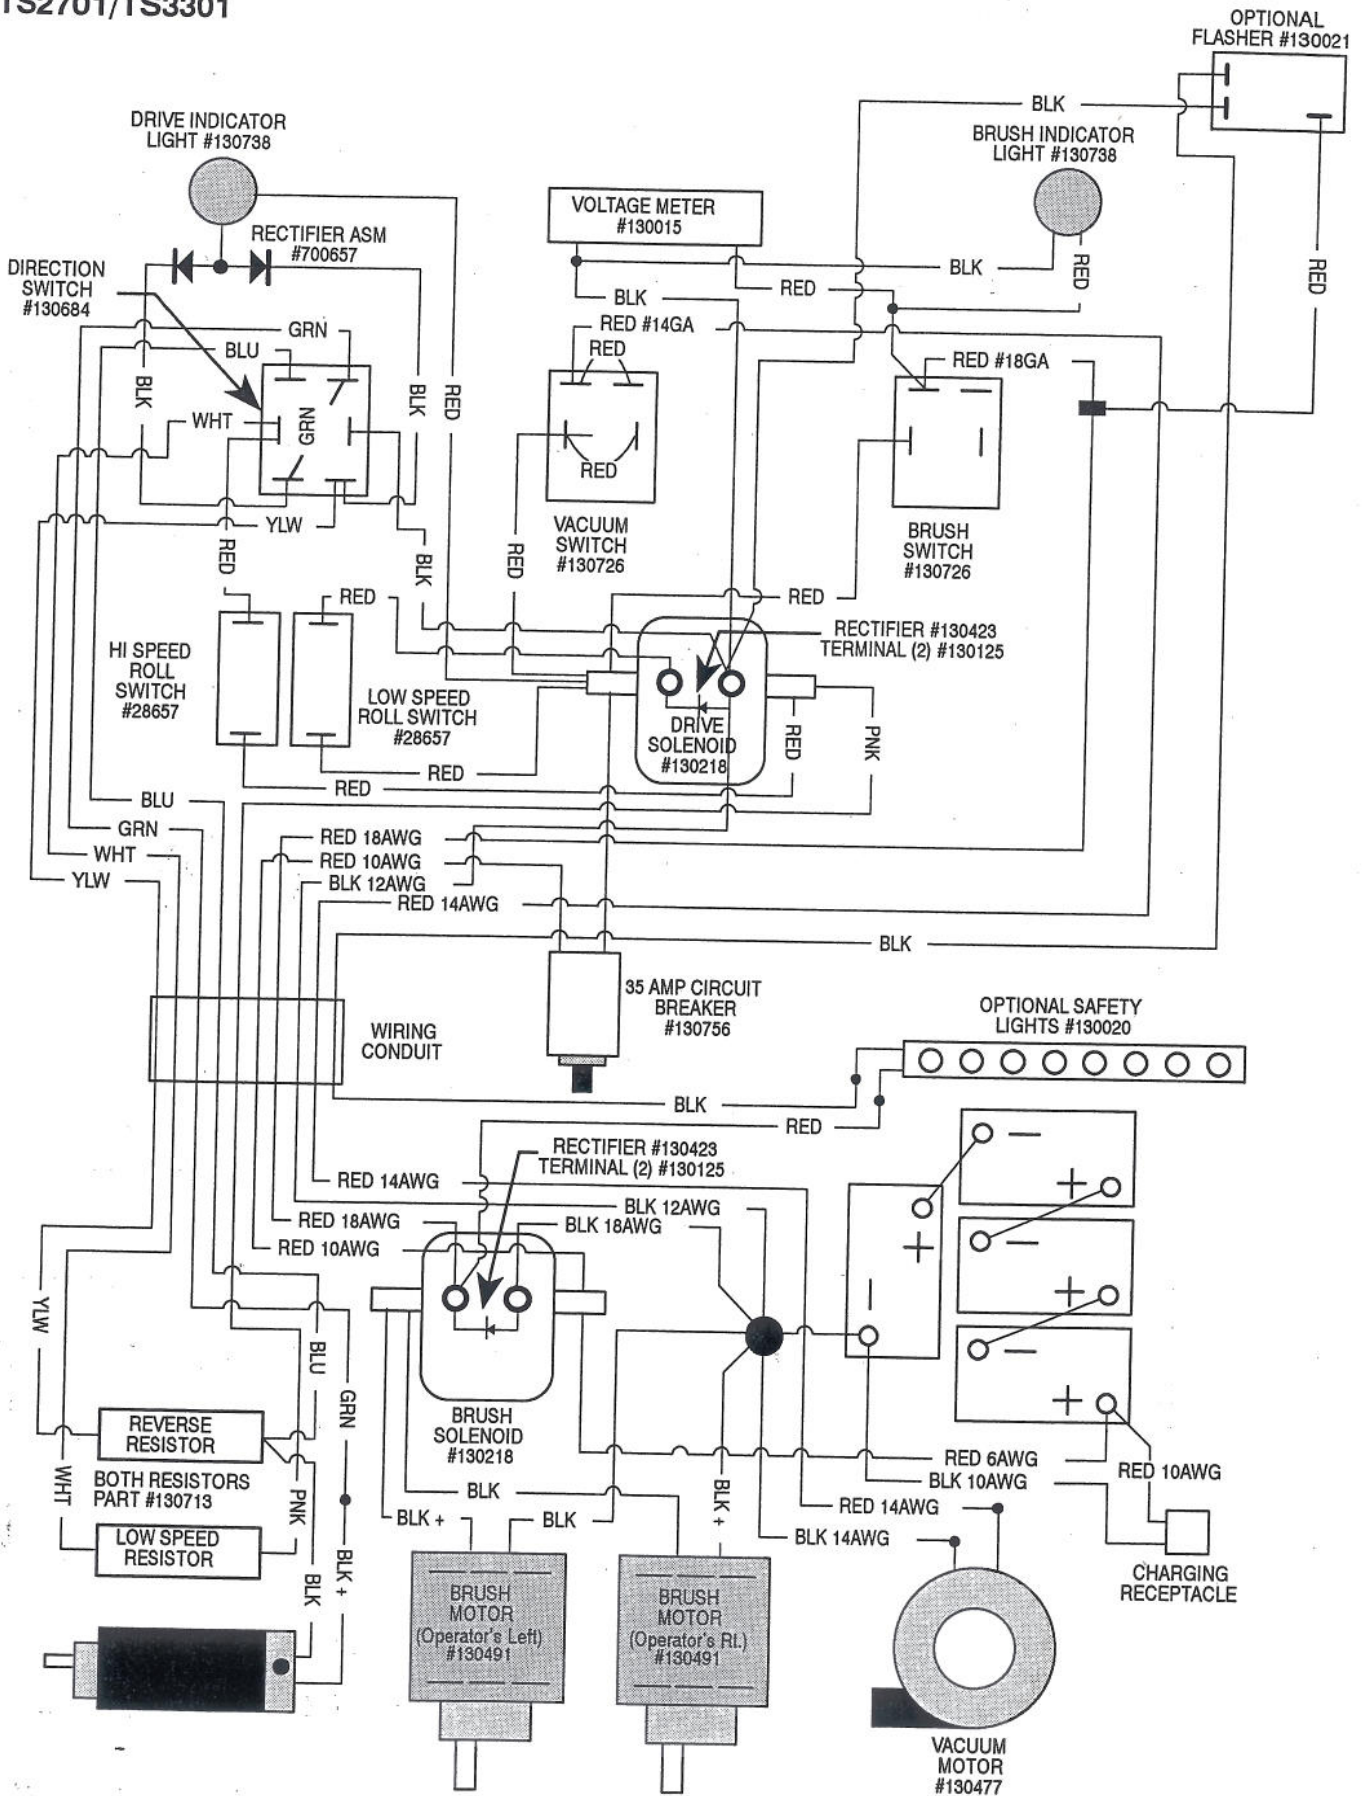 TS2701/TS3301
OPTIONAL
FLASHER #130021
DRIVE INDICATOR
LIGHT #130738
BLK
BRUSH INDICATOR
LIGHT #130738
VOLTAGE METER
#130015
RECTIFIER ASM
#700657
DIRECTION
SWITCH
#130684
BLK
RED
RED
RED
BLK
GRN
RED #14GA
BLU
RED
RED #18GA
BLK
BLK
RED
WHT
GRN
RED
YLW
VACUUM
SWITCH
#130726
BRUSH
SWITCH
#130726
RED
BLK
RED
RED
RED
RECTIFIER #130423
TERMINAL (2) #130125
HI SPEED
ROLL
SWITCH
#28657
LOW SPEED
ROLL SWITCH
#28657
DRIVE
SOLENOID
#130218
RED
PNK
RED
RED
BLU
GRN
WHT
YLW
RED 18AWG
RED 10AWG
BLK 12AWG
RED 14AWG
BLK
35 AMP CIRCUIT
BREAKER
#130756
WIRING
CONDUIT
OPTIONAL SAFETY
LIGHTS #130020
BLK
RED
RECTIFIER #130423
TERMINAL (2) #130125
RED 14AWG
BLK 12AWG
RED 18AWG
BLK 18AWG
RED 10AWG
−
+
+
−
−
+
−
+
YLW
BLU
GRN
BRUSH
SOLENOID
#130218
REVERSE
RESISTOR
RED 6AWG
RED 10AWG
BLK 10AWG
BOTH RESISTORS
PART #130713
WHT
PNK
BLK
BLK +
RED 14AWG
BLK +
BLK
BLK 14AWG
LOW SPEED
RESISTOR
BLK
BLK +
CHARGING
RECEPTACLE
BRUSH
MOTOR
(Operator's Left)
#130491
BRUSH
MOTOR
(Operator's Rt.)
#130491
VACUUM
MOTOR
#130477